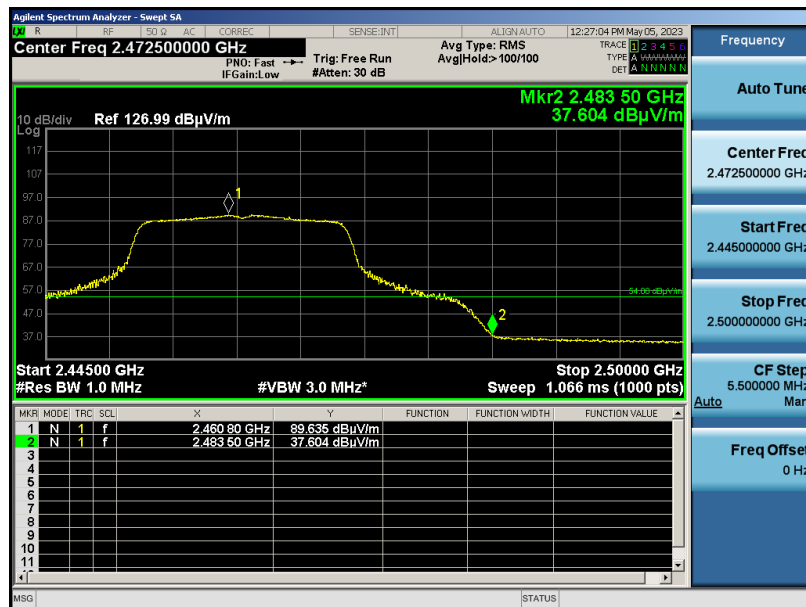 Agilent Spectrum Analyzer - Swept SA
LXI R RF 50 Ω AC CORREC SENSE:INT ALIGN AUTO 12:27:04 PM May 05, 2023
Center Freq 2.472500000 GHz
PNO: Fast
IFGain:Low
Trig: Free Run
#Atten: 30 dB
Avg Type: RMS
Avg|Hold:>100/100
TRACE 1 2 3 4 5 6
TYPE A WWWWW
DET A N N N N N
Mkr2 2.483 50 GHz
37.604 dBµV/m
10 dB/div Ref 126.99 dBµV/m
Log
117
107
97.0
87.0
77.0
67.0
57.0
47.0
37.0
1
2
54.00 dBµV/m
Start 2.44500 GHz Stop 2.50000 GHz
#Res BW 1.0 MHz #VBW 3.0 MHz* Sweep 1.066 ms (1000 pts)
MKR MODE TRC SCL X Y FUNCTION FUNCTION WIDTH FUNCTION VALUE
1 N 1 f 2.460 80 GHz 89.635 dBµV/m
2 N 1 f 2.483 50 GHz 37.604 dBµV/m
3
4
5
6
7
8
9
10
11
MSG STATUS
Frequency
Auto Tune
Center Freq
2.472500000 GHz
Start Freq
2.445000000 GHz
Stop Freq
2.500000000 GHz
CF Step
5.500000 MHz
Auto Man
Freq Offset
0 Hz